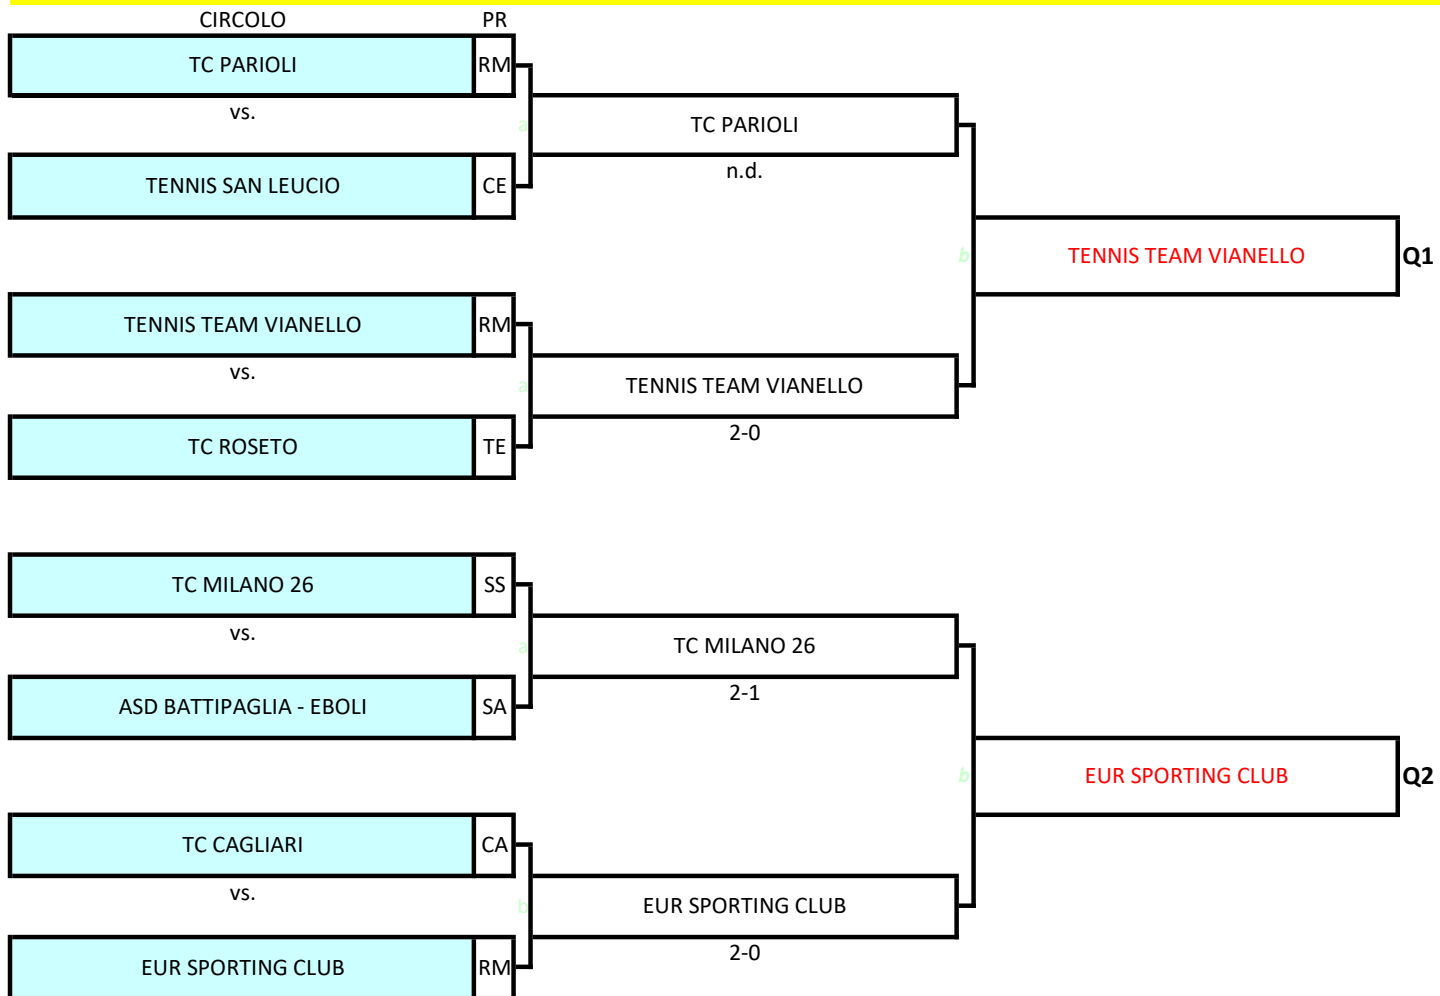 CIRCOLO PR
TC PARIOLI RM
vs.
a
TC PARIOLI
n.d.
TENNIS SAN LEUCIO CE
b
TENNIS TEAM VIANELLO Q1
TENNIS TEAM VIANELLO RM
vs.
a
TENNIS TEAM VIANELLO
2-0
TC ROSETO TE
TC MILANO 26 SS
vs.
a
TC MILANO 26
2-1
ASD BATTIPAGLIA - EBOLI SA
b
EUR SPORTING CLUB Q2
TC CAGLIARI CA
vs.
b
EUR SPORTING CLUB
2-0
EUR SPORTING CLUB RM